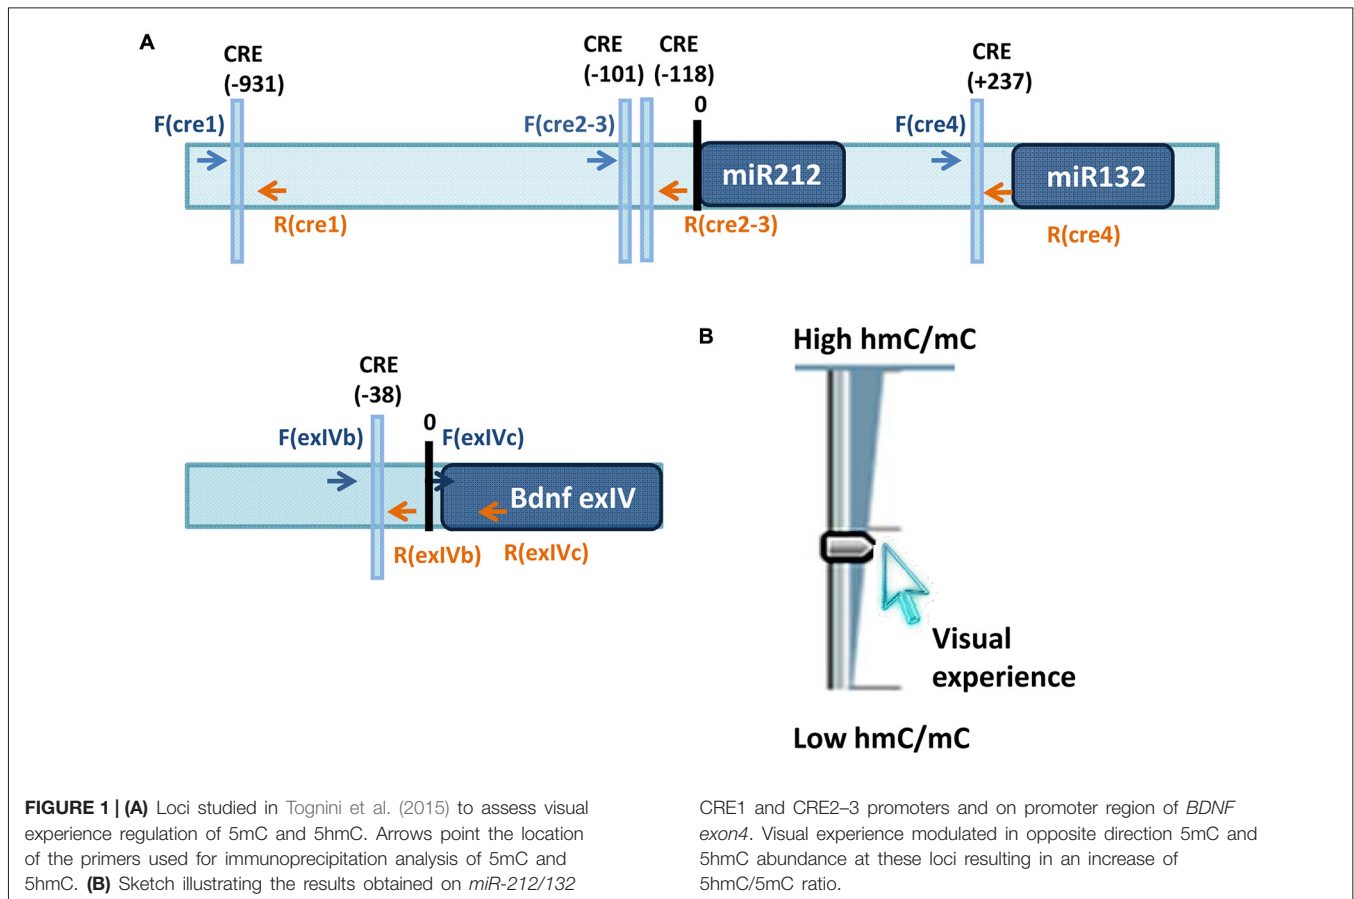 A
CRE
(-931)
CRE
(-101)
CRE
(-118)
0
CRE
(+237)
F(cre1)
F(cre2-3)
F(cre4)
miR212
miR132
R(cre1)
R(cre2-3)
R(cre4)
CRE
(-38)
0
F(exIVb)
F(exIVc)
Bdnf exIV
R(exIVb)
R(exIVc)
B
High hmC/mC
Visual
experience
Low hmC/mC
FIGURE 1 | (A) Loci studied in Tognini et al. (2015) to assess visual
experience regulation of 5mC and 5hmC. Arrows point the location
of the primers used for immunoprecipitation analysis of 5mC and
5hmC. (B) Sketch illustrating the results obtained on miR-212/132
CRE1 and CRE2–3 promoters and on promoter region of BDNF
exon4. Visual experience modulated in opposite direction 5mC and
5hmC abundance at these loci resulting in an increase of
5hmC/5mC ratio.